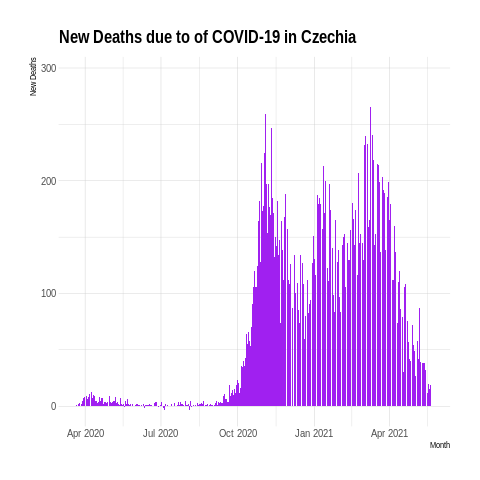 New Deaths due to of COVID-19 in Czechia
New Deaths
300
200
100
0
Apr 2020
Jul 2020
Oct 2020
Jan 2021
Apr 2021
Month